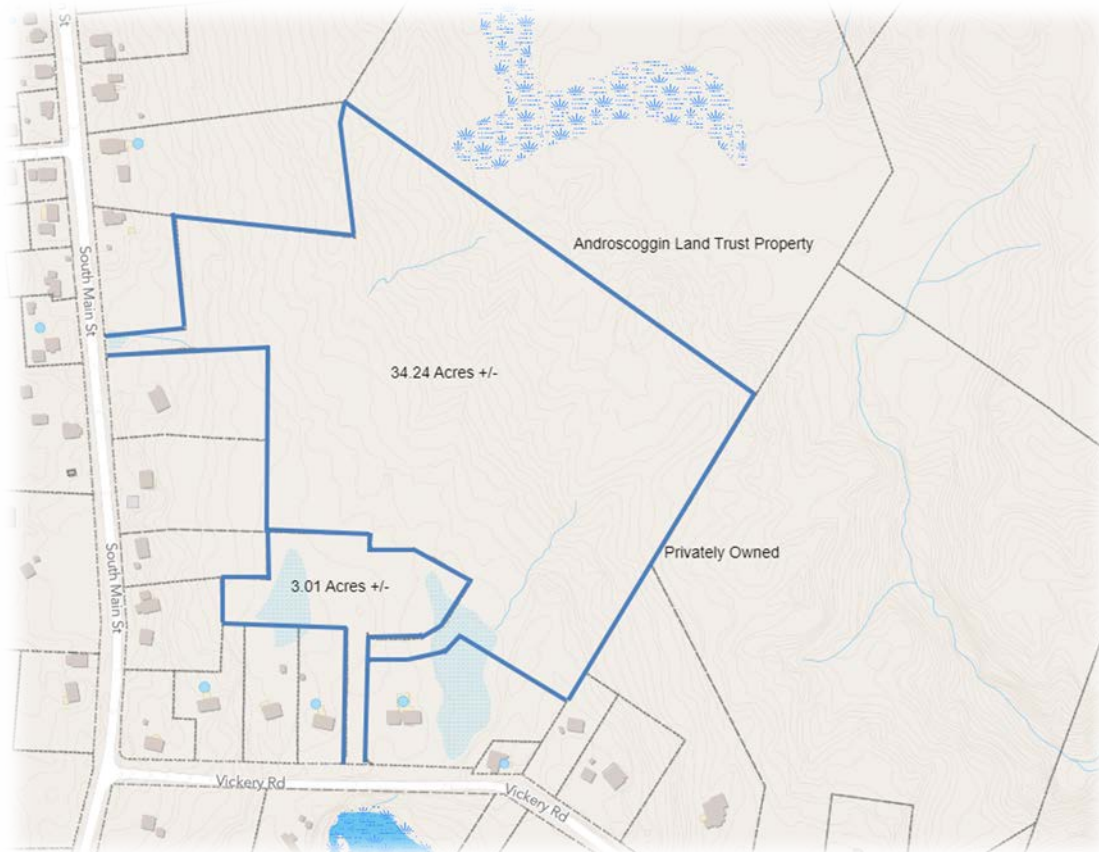 n St
South Main St
Androscoggin Land Trust Property
34.24 Acres +/-
Privately Owned
South Main St
3.01 Acres +/-
Vickery Rd
Vickery Rd